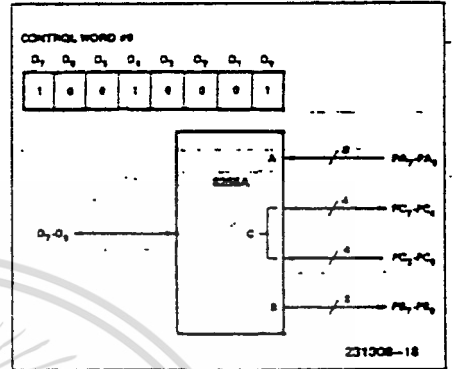 CONTROL WORD #9
D7 D6 D5 D4 D3 D2 D1 D0
1 0 0 1 0 0 0 1
8255A
A 8 PA7-PA0
4 PC7-PC4
D7-D0 C
4 PC3-PC0
B PB7-PB0
231308-18